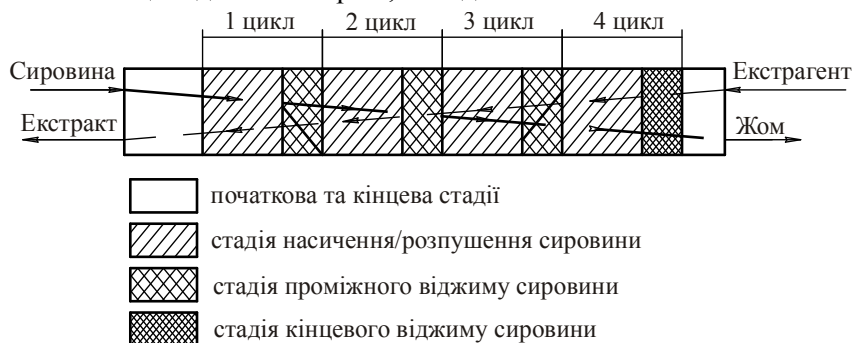 1 цикл 2 цикл 3 цикл 4 цикл
Сировина Екстрагент
Екстракт Жом
початкова та кінцева стадії
стадія насичення/розпушення сировини
стадія проміжного віджиму сировини
стадія кінцевого віджиму сировини